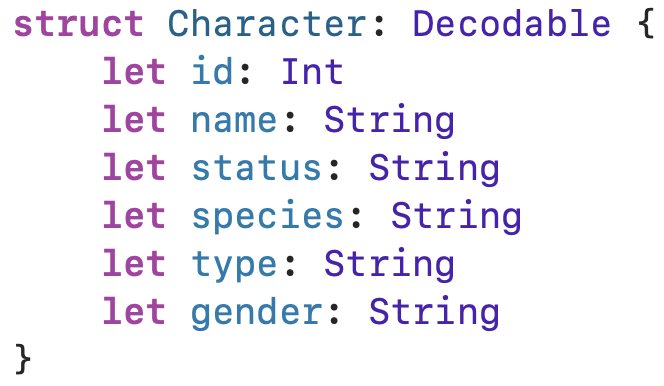 struct Character: Decodable {
    let id: Int
    let name: String
    let status: String
    let species: String
    let type: String
    let gender: String
}